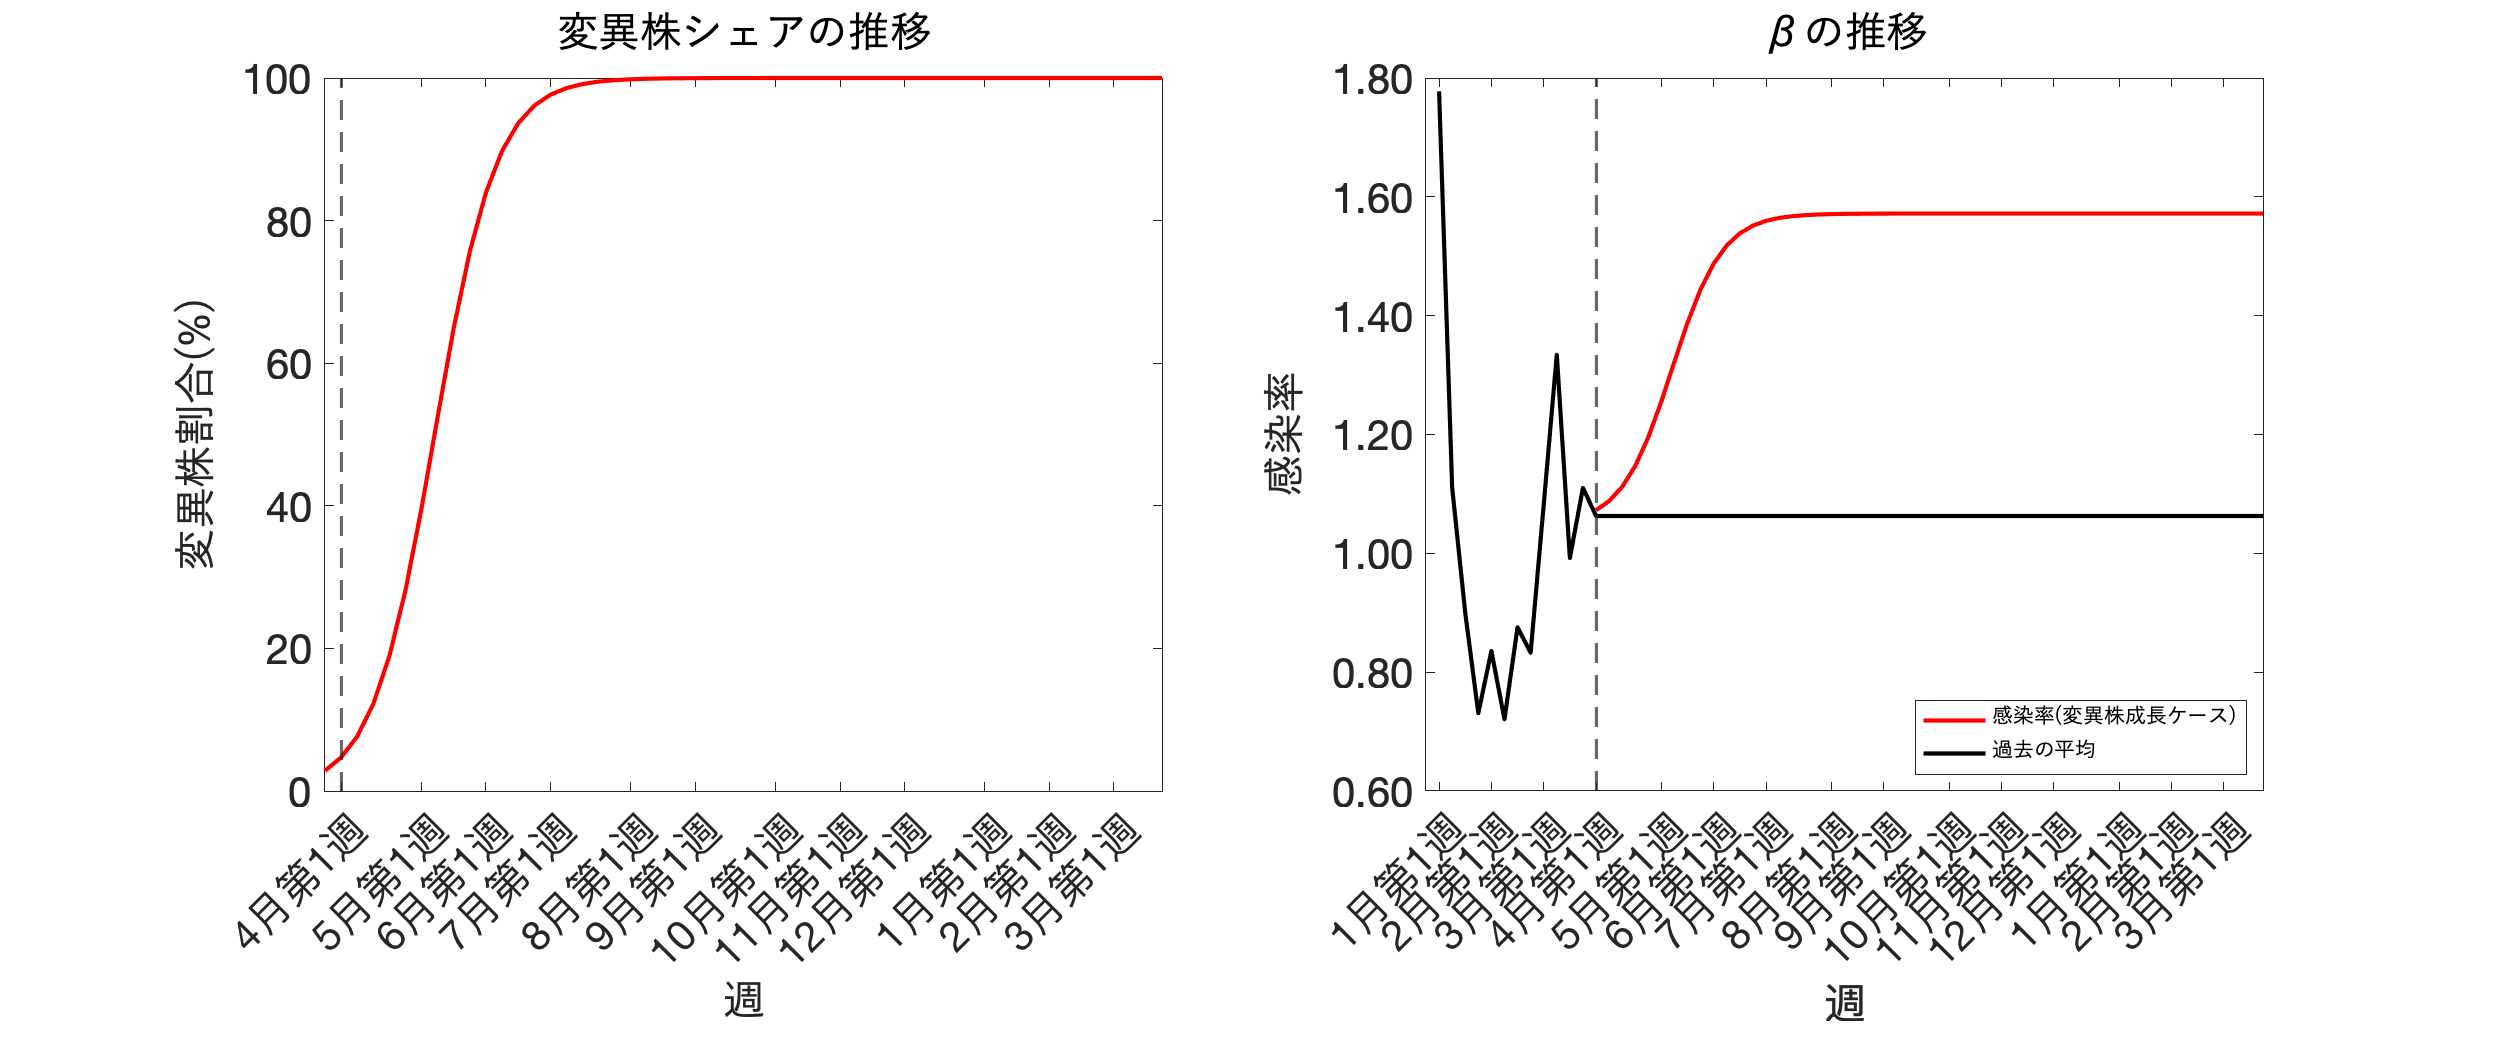 変異株シェアの推移
変異株割合(%)
100
80
60
40
20
0
4月第1週
5月第1週
6月第1週
7月第1週
8月第1週
9月第1週
10月第1週
11月第1週
12月第1週
1月第1週
2月第1週
3月第1週
週
βの推移
感染率
1.80
1.60
1.40
1.20
1.00
0.80
0.60
感染率(変異株成長ケース)
過去の平均
1月第1週
2月第1週
3月第1週
4月第1週
5月第1週
6月第1週
7月第1週
8月第1週
9月第1週
10月第1週
11月第1週
12月第1週
1月第1週
2月第1週
3月第1週
週